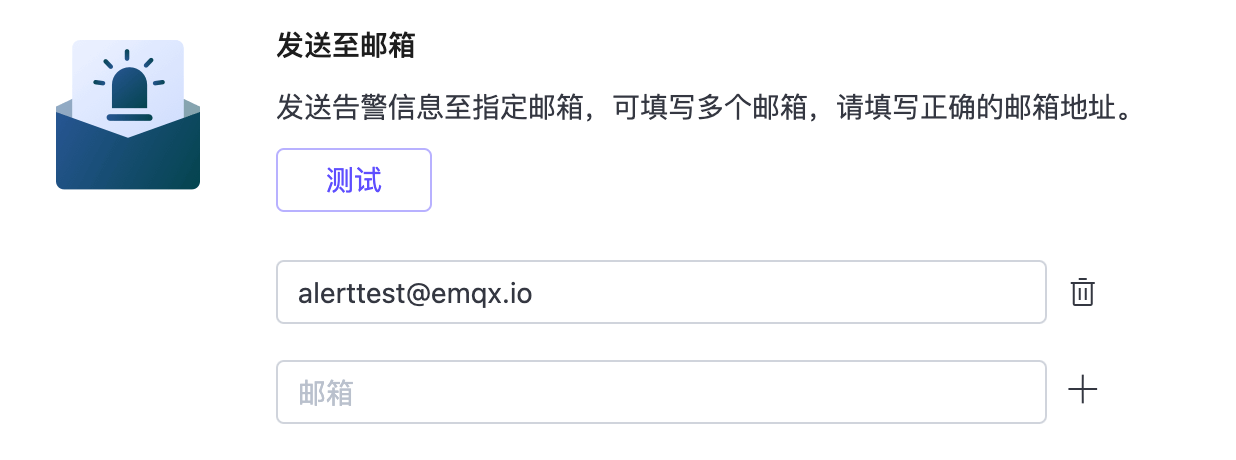 发送至邮箱
发送告警信息至指定邮箱，可填写多个邮箱，请填写正确的邮箱地址。
测试
alerttest@emqx.io
邮箱